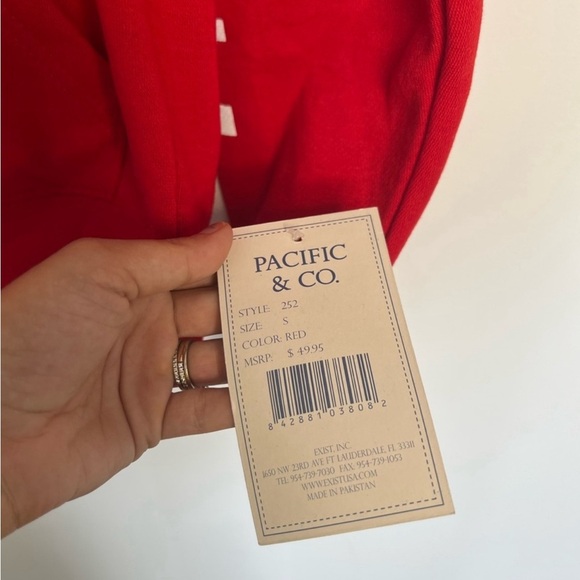 PACIFIC
& CO.
STYLE: 252
SIZE: S
COLOR: RED
MSRP: $ 49.95
8 42881 03808 2
EXIST, INC.
1650 NW 23RD AVE FT LAUDERDALE, FL 33311
TEL 954-739-7030 FAX. 954-739-1053
WWW.EXISTUSA.COM
MADE IN PAKISTAN